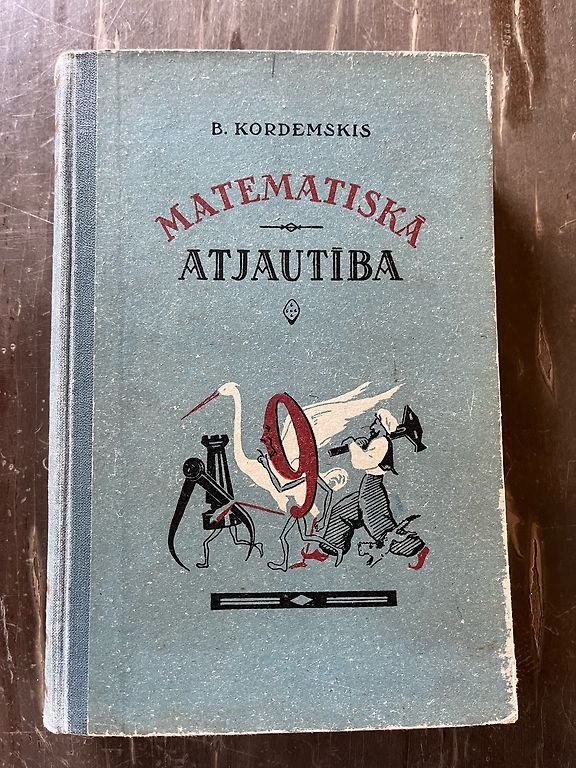 B. KORDEMSKIS
MATEMATISKĀ
ATJAUTĪBA
9